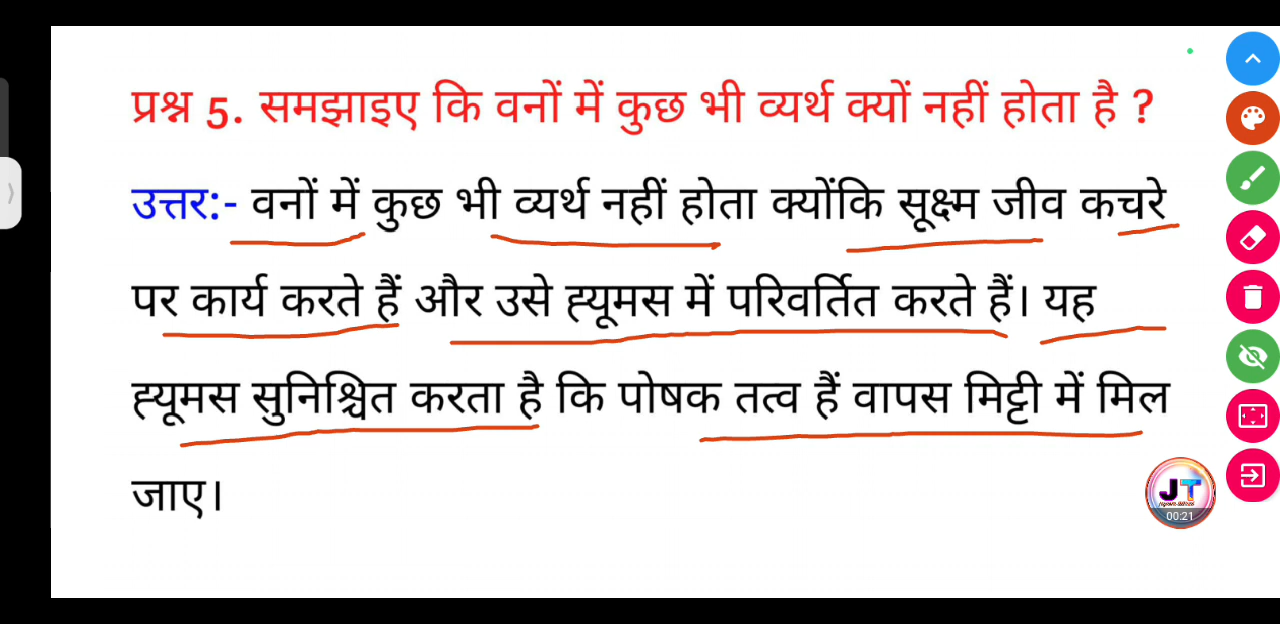 प्रश्न 5. समझाइए कि वनों में कुछ भी व्यर्थ क्यों नहीं होता है ?
उत्तर:- वनों में कुछ भी व्यर्थ नहीं होता क्योंकि सूक्ष्म जीव कचरे
पर कार्य करते हैं और उसे ह्यूमस में परिवर्तित करते हैं। यह
ह्यूमस सुनिश्चित करता है कि पोषक तत्व हैं वापस मिट्टी में मिल
जाए।
JT
00:21